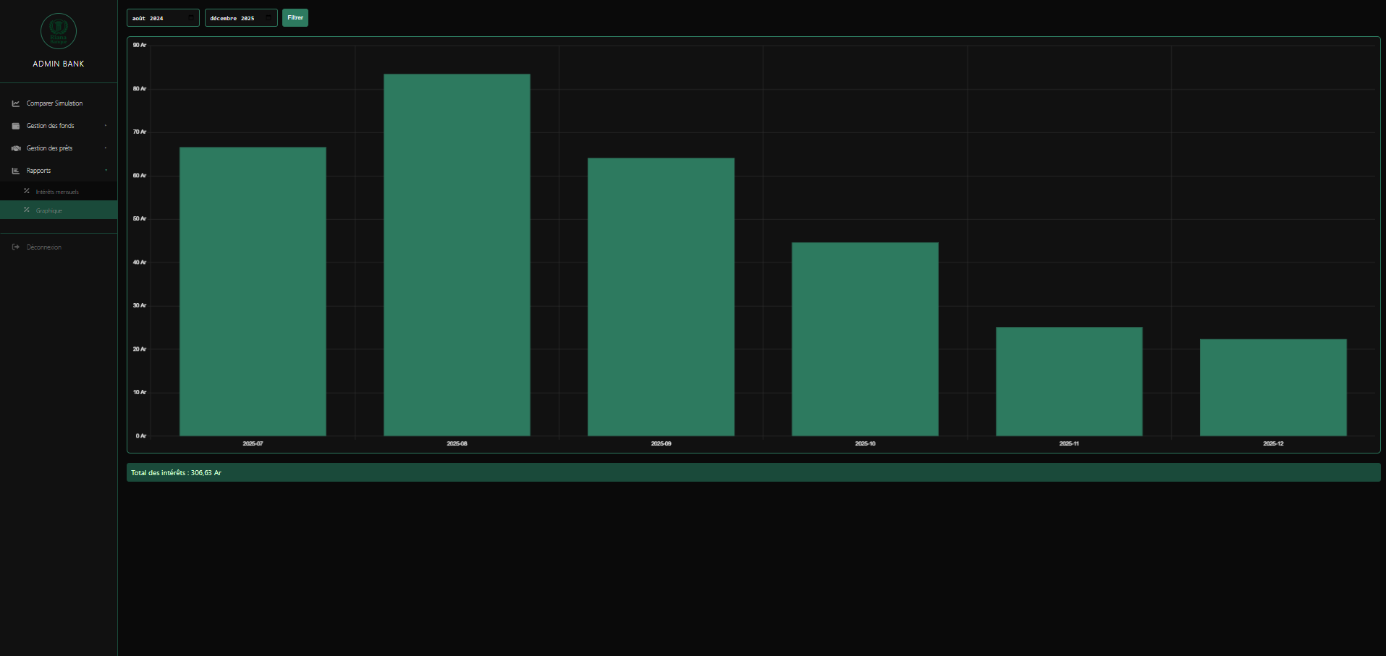 ADMIN BANK
Comparer Simulation
Gestion des fonds
Gestion des prêts
Rapports
Intérêts mensuels
Graphique
Déconnexion
août 2024
décembre 2025
Filtrer
90 Ar
80 Ar
70 Ar
60 Ar
50 Ar
40 Ar
30 Ar
20 Ar
10 Ar
0 Ar
2025-07 2025-08 2025-09 2025-10 2025-11 2025-12
Total des intérêts : 306,63 Ar